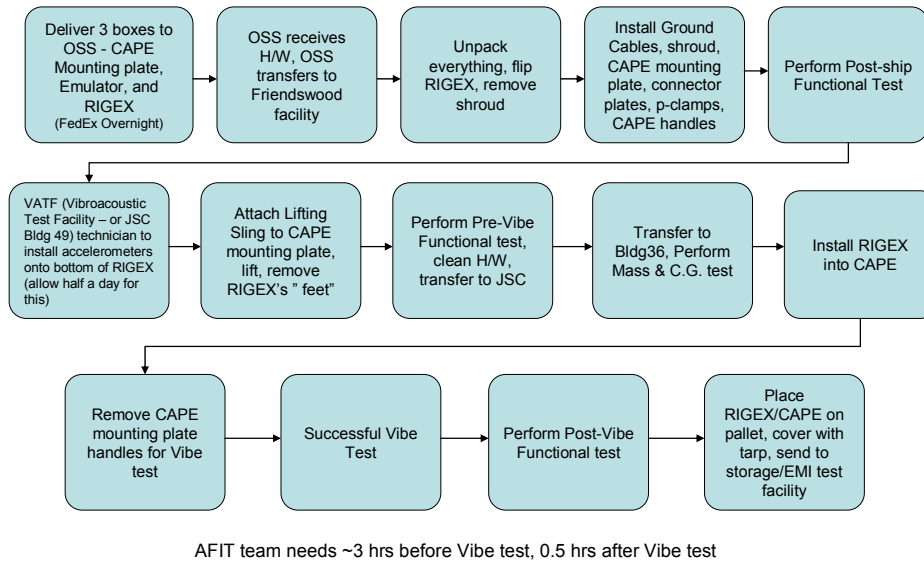 Deliver 3 boxes to
OSS - CAPE
Mounting plate,
Emulator, and
RIGEX
(FedEx Overnight)
OSS receives
H/W, OSS
transfers to
Friendswood
facility
Unpack
everything, flip
RIGEX, remove
shroud
Install Ground
Cables, shroud,
CAPE mounting
plate, connector
plates, p-clamps,
CAPE handles
Perform Post-ship
Functional Test
VATF (Vibroacoustic
Test Facility – or JSC
Bldg 49) technician to
install accelerometers
onto bottom of RIGEX
(allow half a day for
this)
Attach Lifting
Sling to CAPE
mounting plate,
lift, remove
RIGEX's " feet"
Perform Pre-Vibe
Functional test,
clean H/W,
transfer to JSC
Transfer to
Bldg36, Perform
Mass & C.G. test
Install RIGEX
into CAPE
Remove CAPE
mounting plate
handles for Vibe
test
Successful Vibe
Test
Perform Post-Vibe
Functional test
Place
RIGEX/CAPE on
pallet, cover with
tarp, send to
storage/EMI test
facility
AFIT team needs ~3 hrs before Vibe test, 0.5 hrs after Vibe test